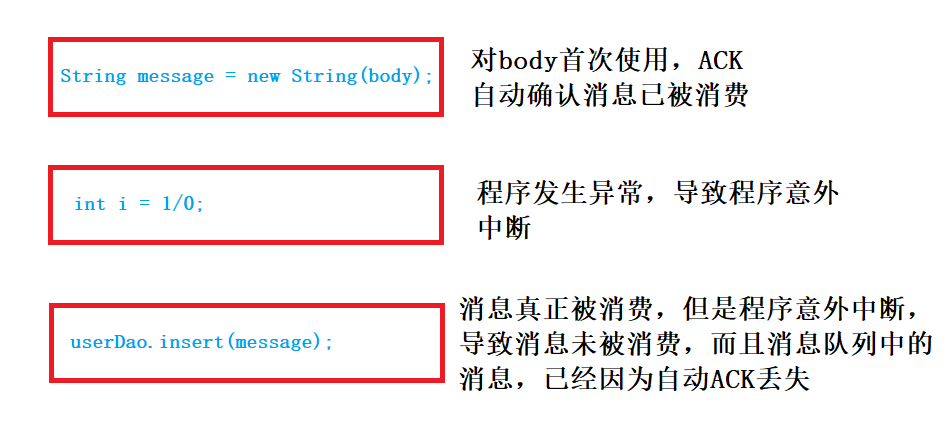 String message = new String(body);
对body首次使用，ACK
自动确认消息已被消费
int i = 1/0;
程序发生异常，导致程序意外
中断
userDao.insert(message);
消息真正被消费，但是程序意外中断，
导致消息未被消费，而且消息队列中的
消息，已经因为自动ACK丢失